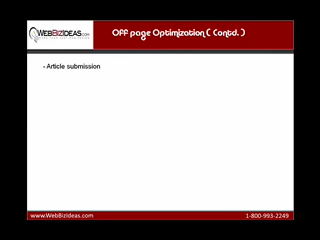 WebBizIdeas.com
Off page Optimization ( Contd. )
- Article submission
www.WebBizIdeas.com
1-800-993-2249